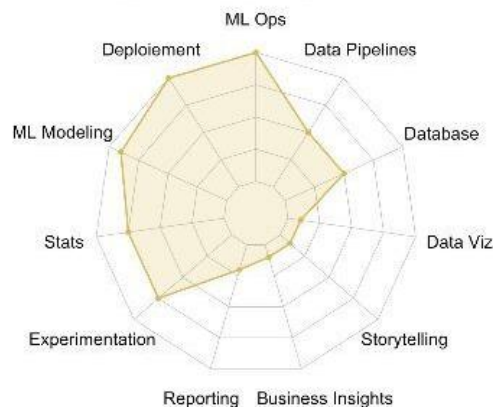 ML Ops
Deploiement
Data Pipelines
ML Modeling
Database
Stats
Data Viz
Experimentation
Storytelling
Reporting
Business Insights